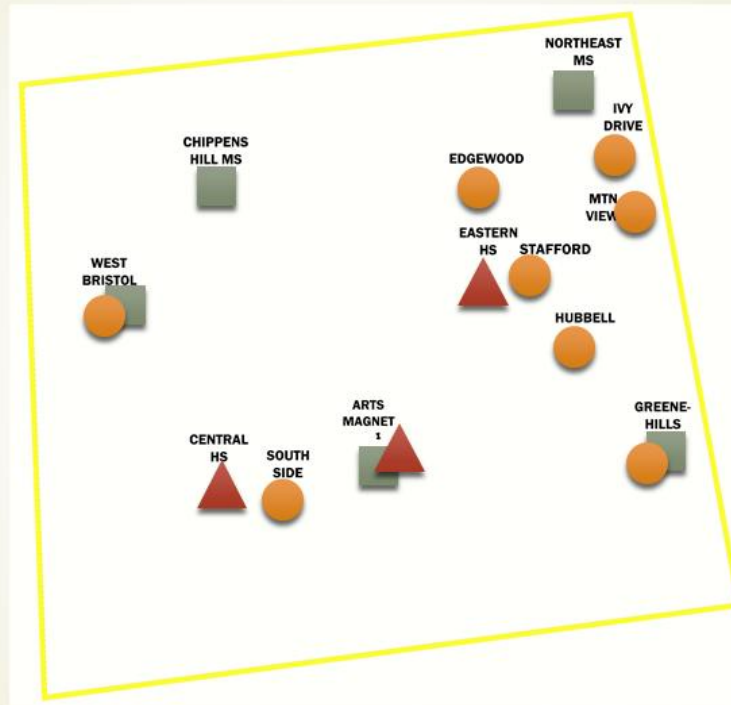 NORTHEAST
MS
IVY
DRIVE
CHIPPENS
HILL MS
EDGEWOOD
MTN
VIEW
EASTERN
HS
STAFFORD
WEST
BRISTOL
HUBBELL
ARTS
MAGNET
1
GREENE-
HILLS
CENTRAL
HS
SOUTH
SIDE